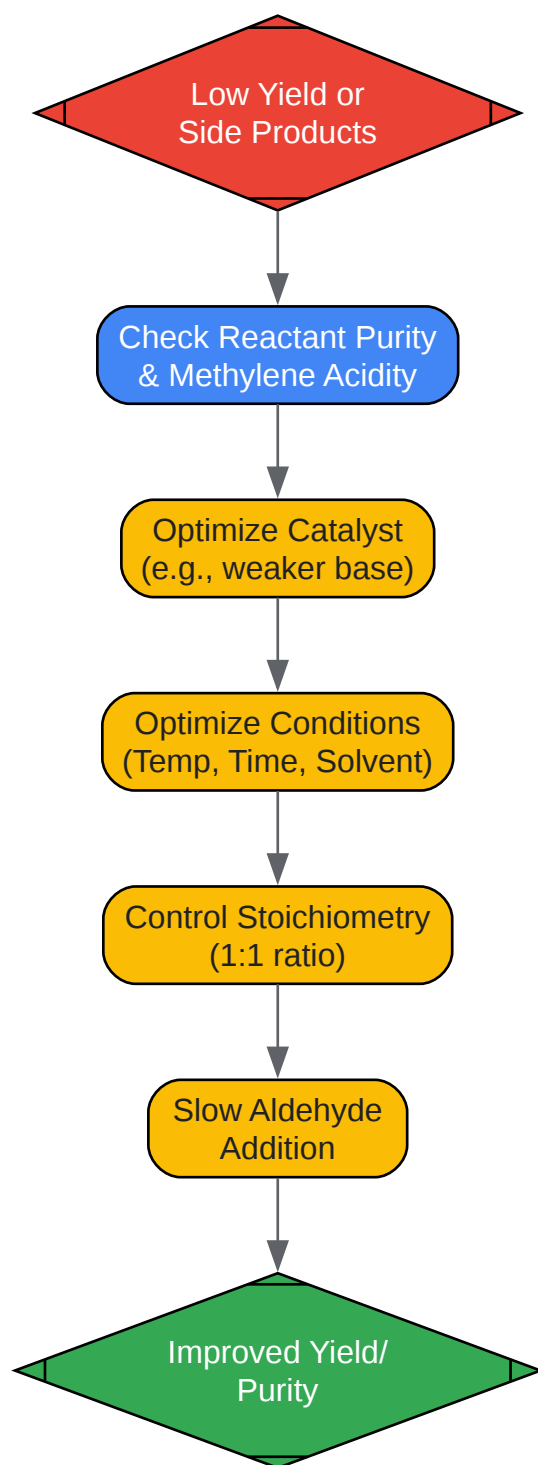 Low Yield or
Side Products
Check Reactant Purity
& Methylene Acidity
Optimize Catalyst
(e.g., weaker base)
Optimize Conditions
(Temp, Time, Solvent)
Control Stoichiometry
(1:1 ratio)
Slow Aldehyde
Addition
Improved Yield/
Purity